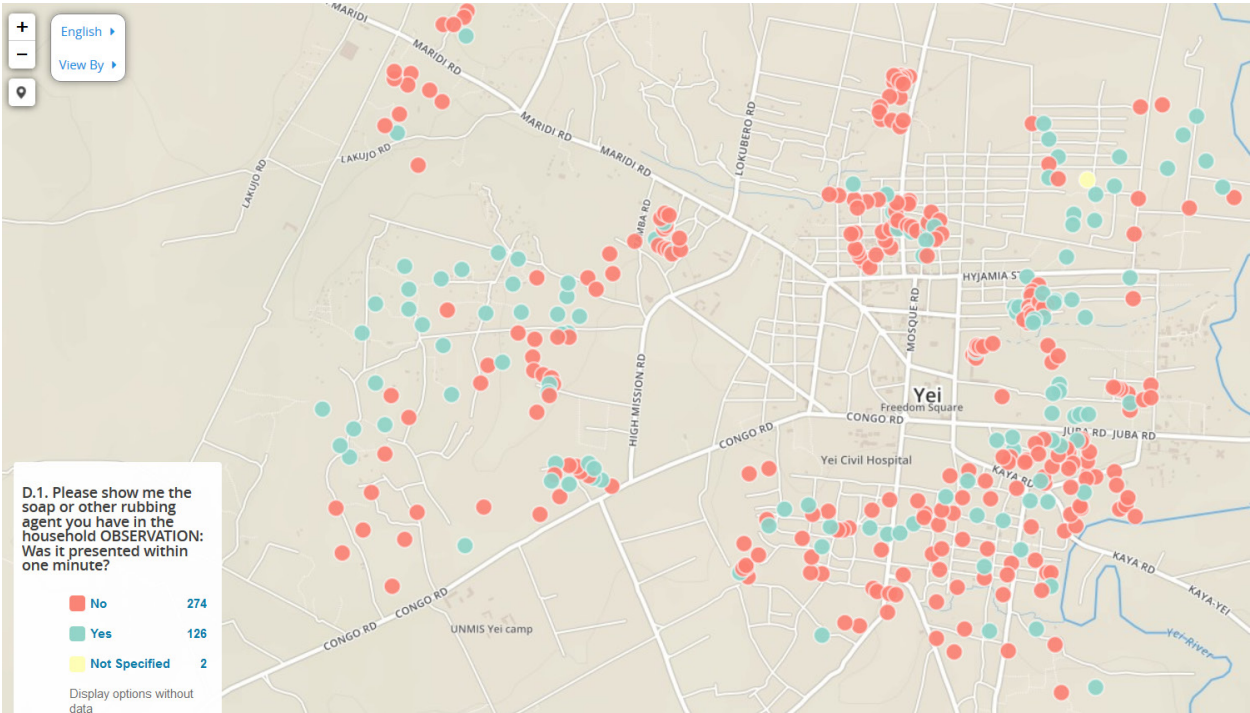 +
−
English
View By
MARIDI
MARIDI RD
MARIDI RD
MARIDI RD
LAKUJO RD
LAKUJO RD
LOKUBERO RD
MBA RD
HYJAMIA ST
MOSQUE RD
HIGH MISSION RD
Yei
Freedom Square
CONGO RD
CONGO RD
JUBA RD JUBA RD
Yei Civil Hospital
KAYA RD
KAYA RD
KAYA-YEI
Yei River
CONGO RD
CONGO RD
UNMIS Yei camp
D.1. Please show me the
soap or other rubbing
agent you have in the
household OBSERVATION:
Was it presented within
one minute?
No 274
Yes 126
Not Specified 2
Display options without
data